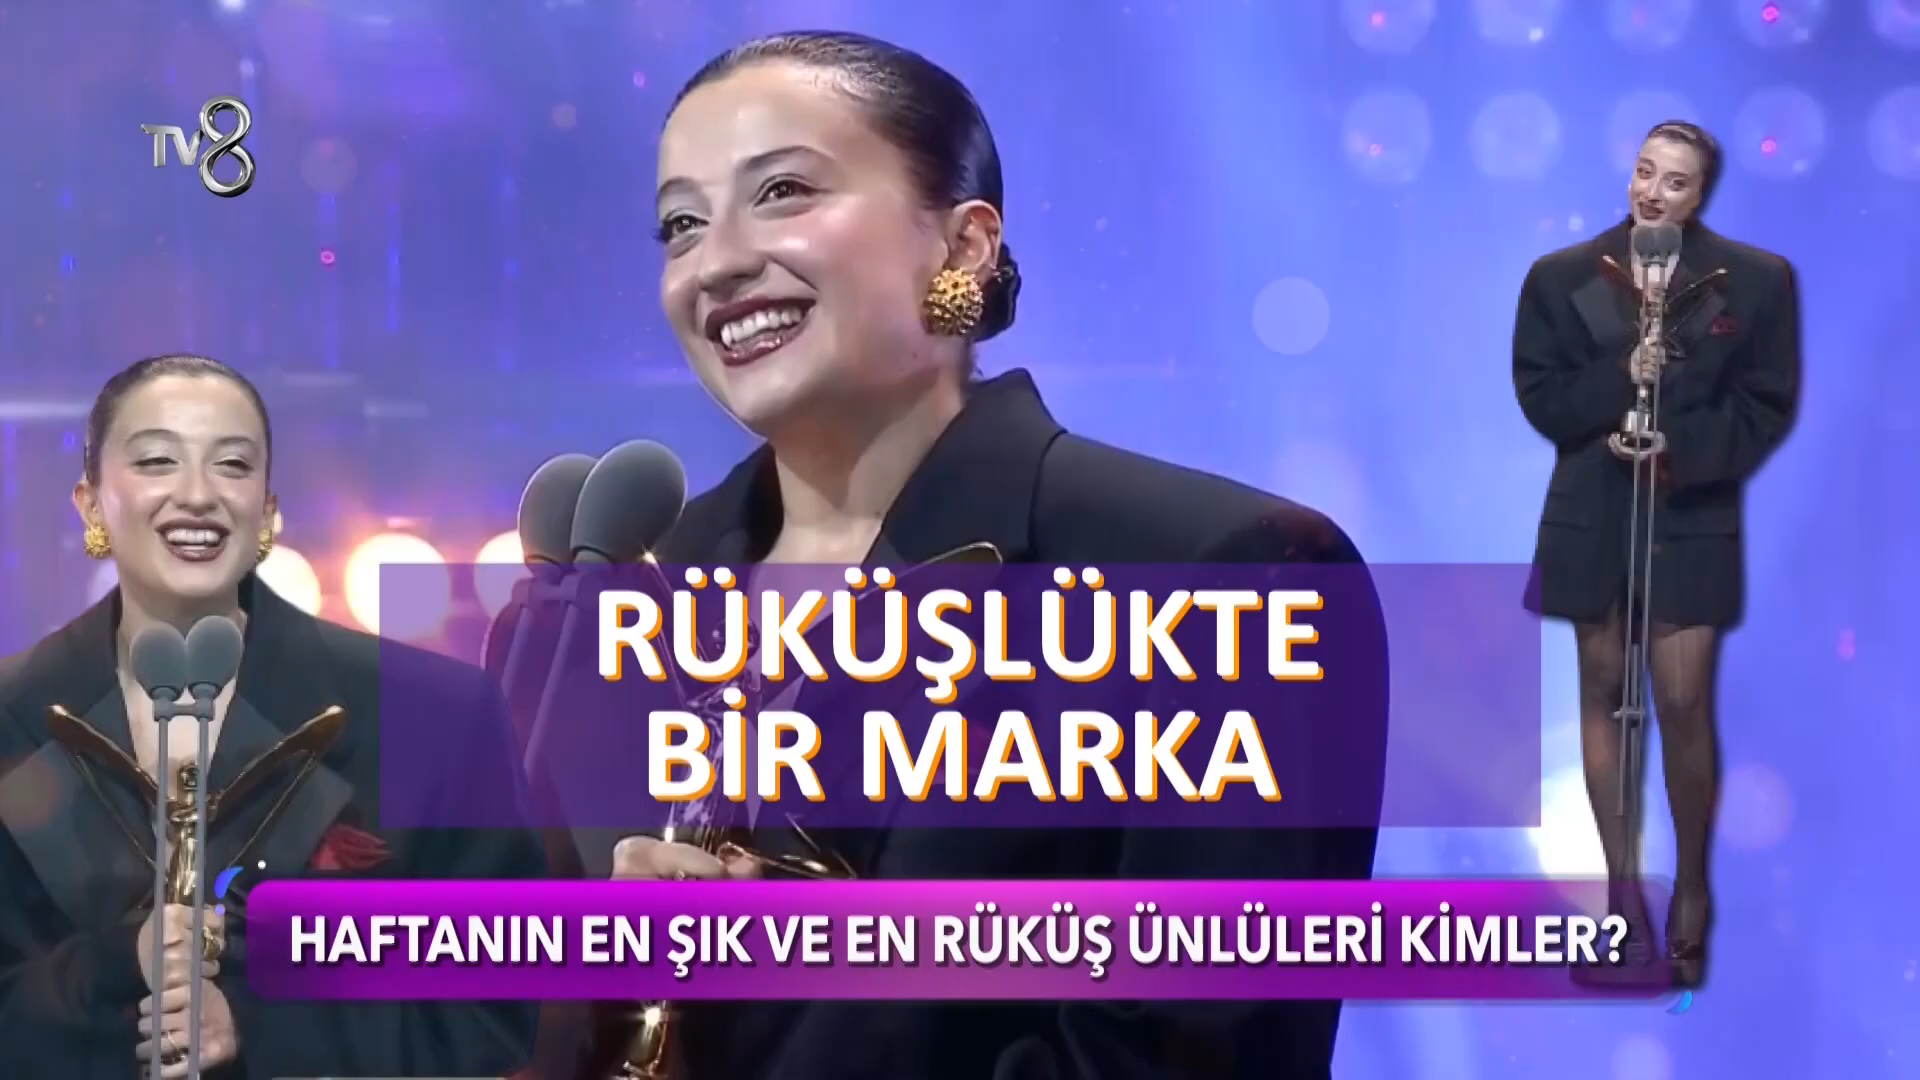 TV8
RÜKÜŞLÜKTE
BİR MARKA
HAFTANIN EN ŞIK VE EN RÜKÜŞ ÜNLÜLERİ KİMLER?